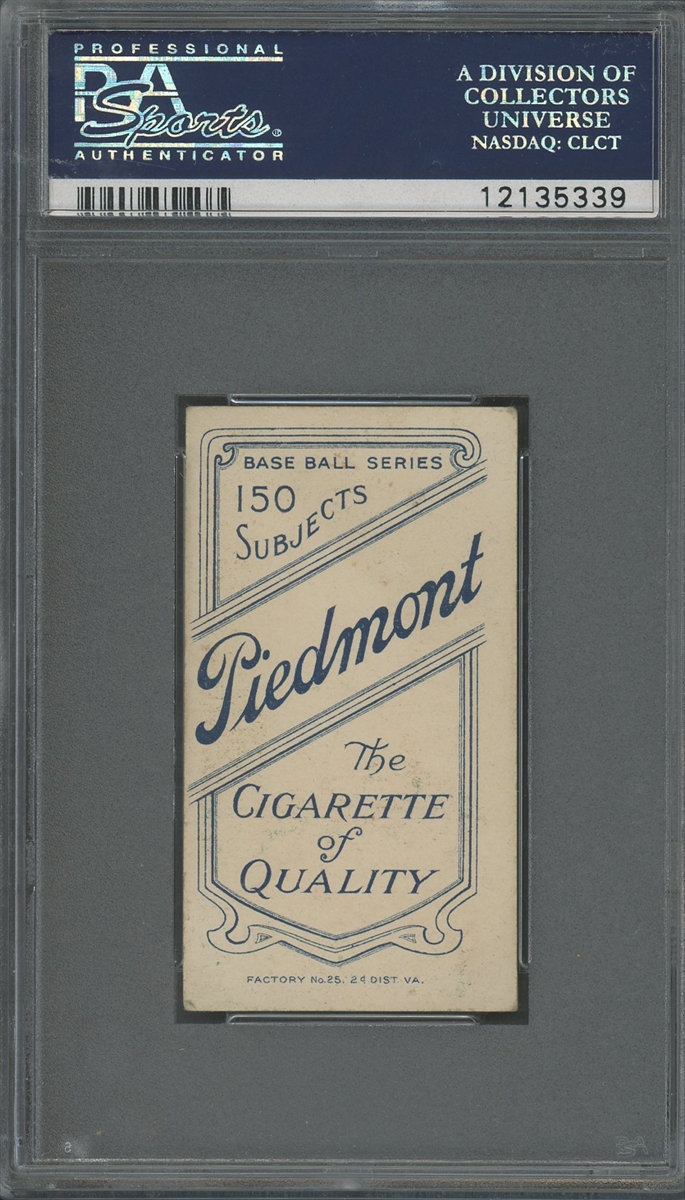 PROFESSIONAL
PSA
Sports
AUTHENTICATOR
A DIVISION OF
COLLECTORS
UNIVERSE
NASDAQ: CLCT
12135339
BASE BALL SERIES
150
SUBJECTS
Piedmont
The
CIGARETTE
of
QUALITY
FACTORY No.25. 2d DIST. VA.